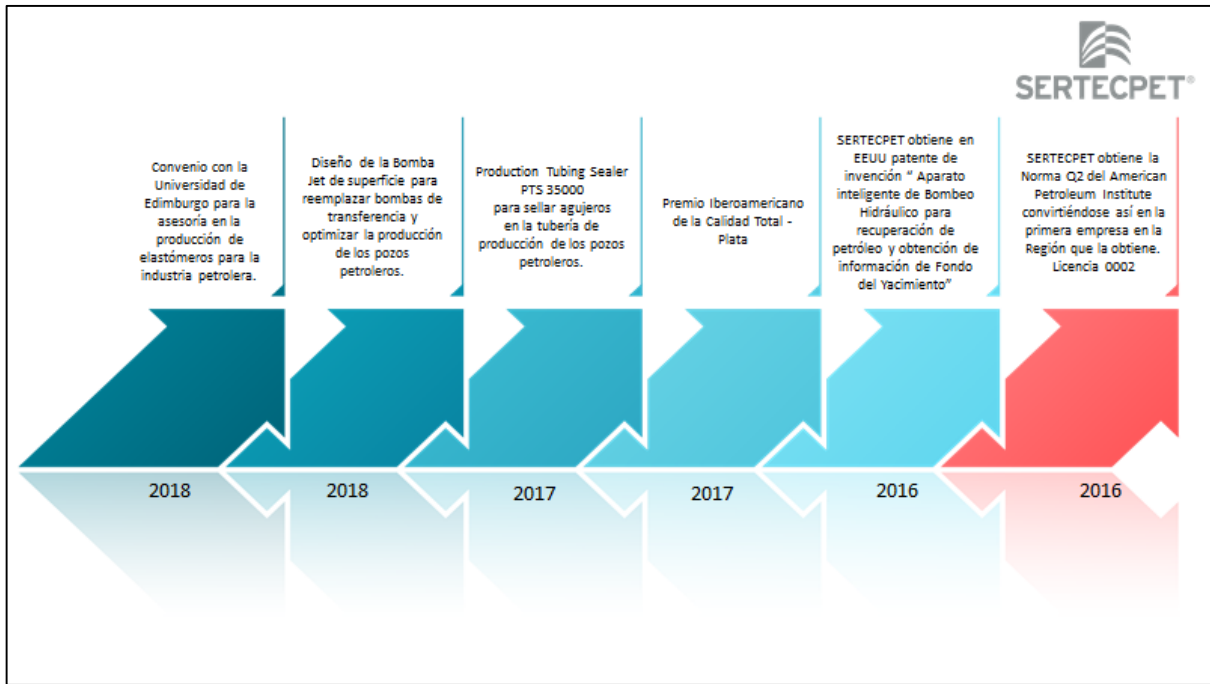 SERTECPET®
Convenio con la
Universidad de
Edimburgo para la
asesoría en la
producción de
elastómeros para la
industria petrolera.
Diseño de la Bomba
Jet de superficie para
reemplazar bombas de
transferencia y
optimizar la producción
de los pozos
petroleros.
Production Tubing Sealer
PTS 35000
para sellar agujeros
en la tubería de
producción de los pozos
petroleros.
Premio Iberoamericano
de la Calidad Total -
Plata
SERTECPET obtiene en
EEUU patente de
invención " Aparato
inteligente de Bombeo
Hidráulico para
recuperación de
petróleo y obtención de
información de Fondo
del Yacimiento"
SERTECPET obtiene la
Norma Q2 del American
Petroleum Institute
convirtiéndose así en la
primera empresa en la
Región que la obtiene.
Licencia 0002
2018
2018
2017
2017
2016
2016